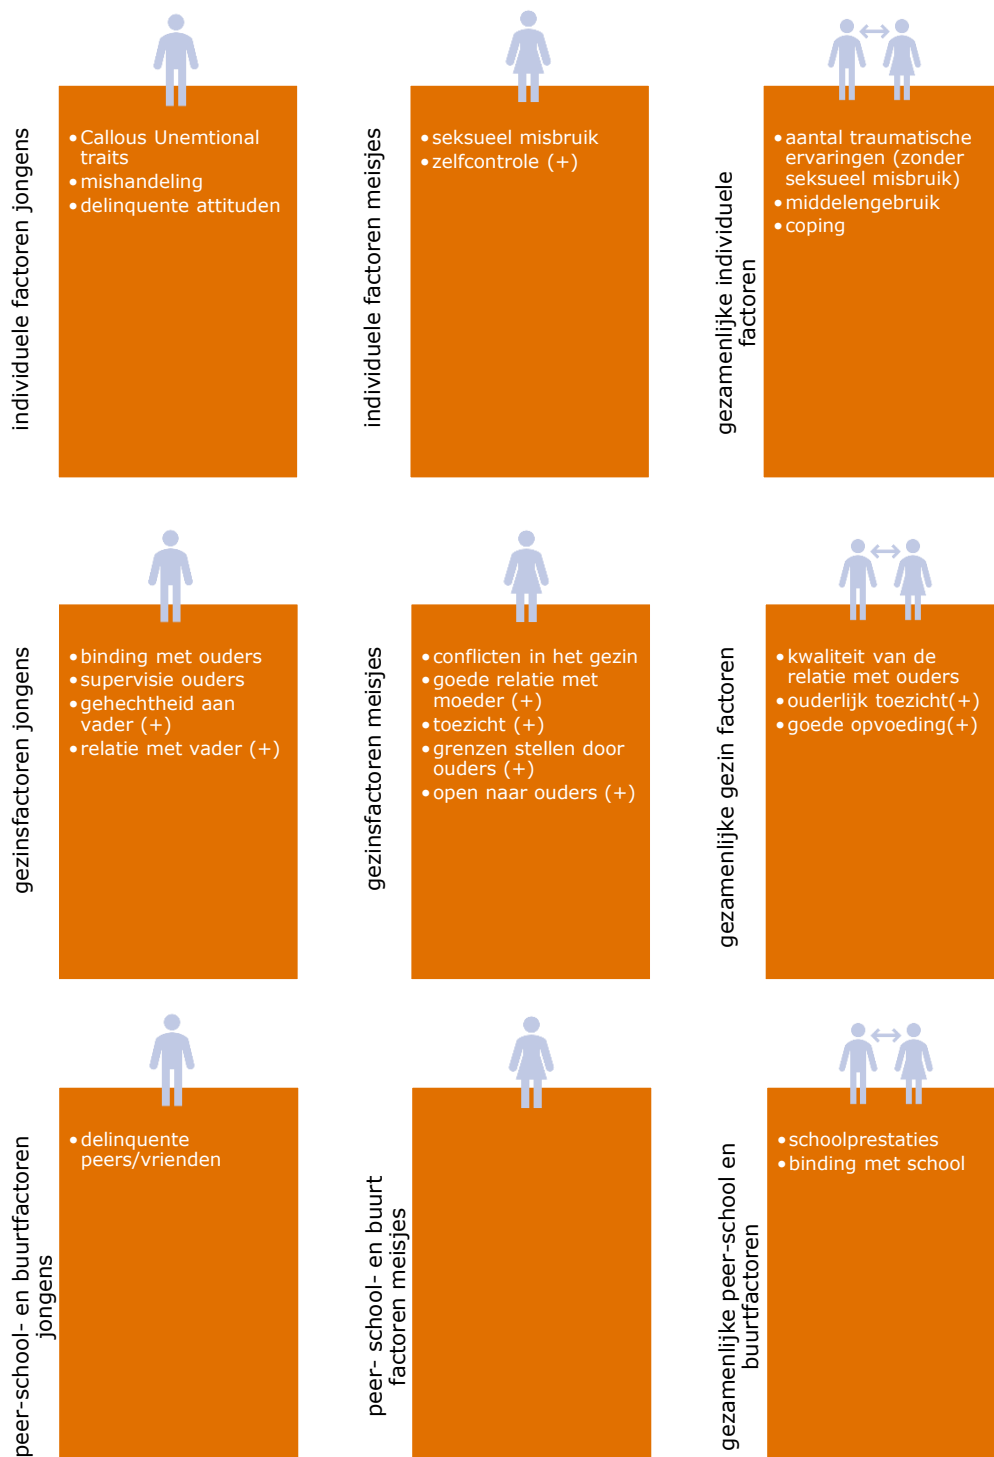 individuele factoren jongens
•Callous Unemtional
traits
•mishandeling
•delinquente attituden
individuele factoren meisjes
•seksueel misbruik
•zelfcontrole (+)
gezamenlijke individuele
factoren
•aantal traumatische
ervaringen (zonder
seksueel misbruik)
•middelengebruik
•coping
gezinsfactoren jongens
•binding met ouders
•supervisie ouders
•gehechtheid aan
vader (+)
•relatie met vader (+)
gezinsfactoren meisjes
•conflicten in het gezin
•goede relatie met
moeder (+)
•toezicht (+)
•grenzen stellen door
ouders (+)
•open naar ouders (+)
gezamenlijke gezin factoren
•kwaliteit van de
relatie met ouders
•ouderlijk toezicht(+)
•goede opvoeding(+)
peer-school- en buurtfactoren
jongens
•delinquente
peers/vrienden
peer- school- en buurt
factoren meisjes
gezamenlijke peer-school en
buurtfactoren
•schoolprestaties
•binding met school